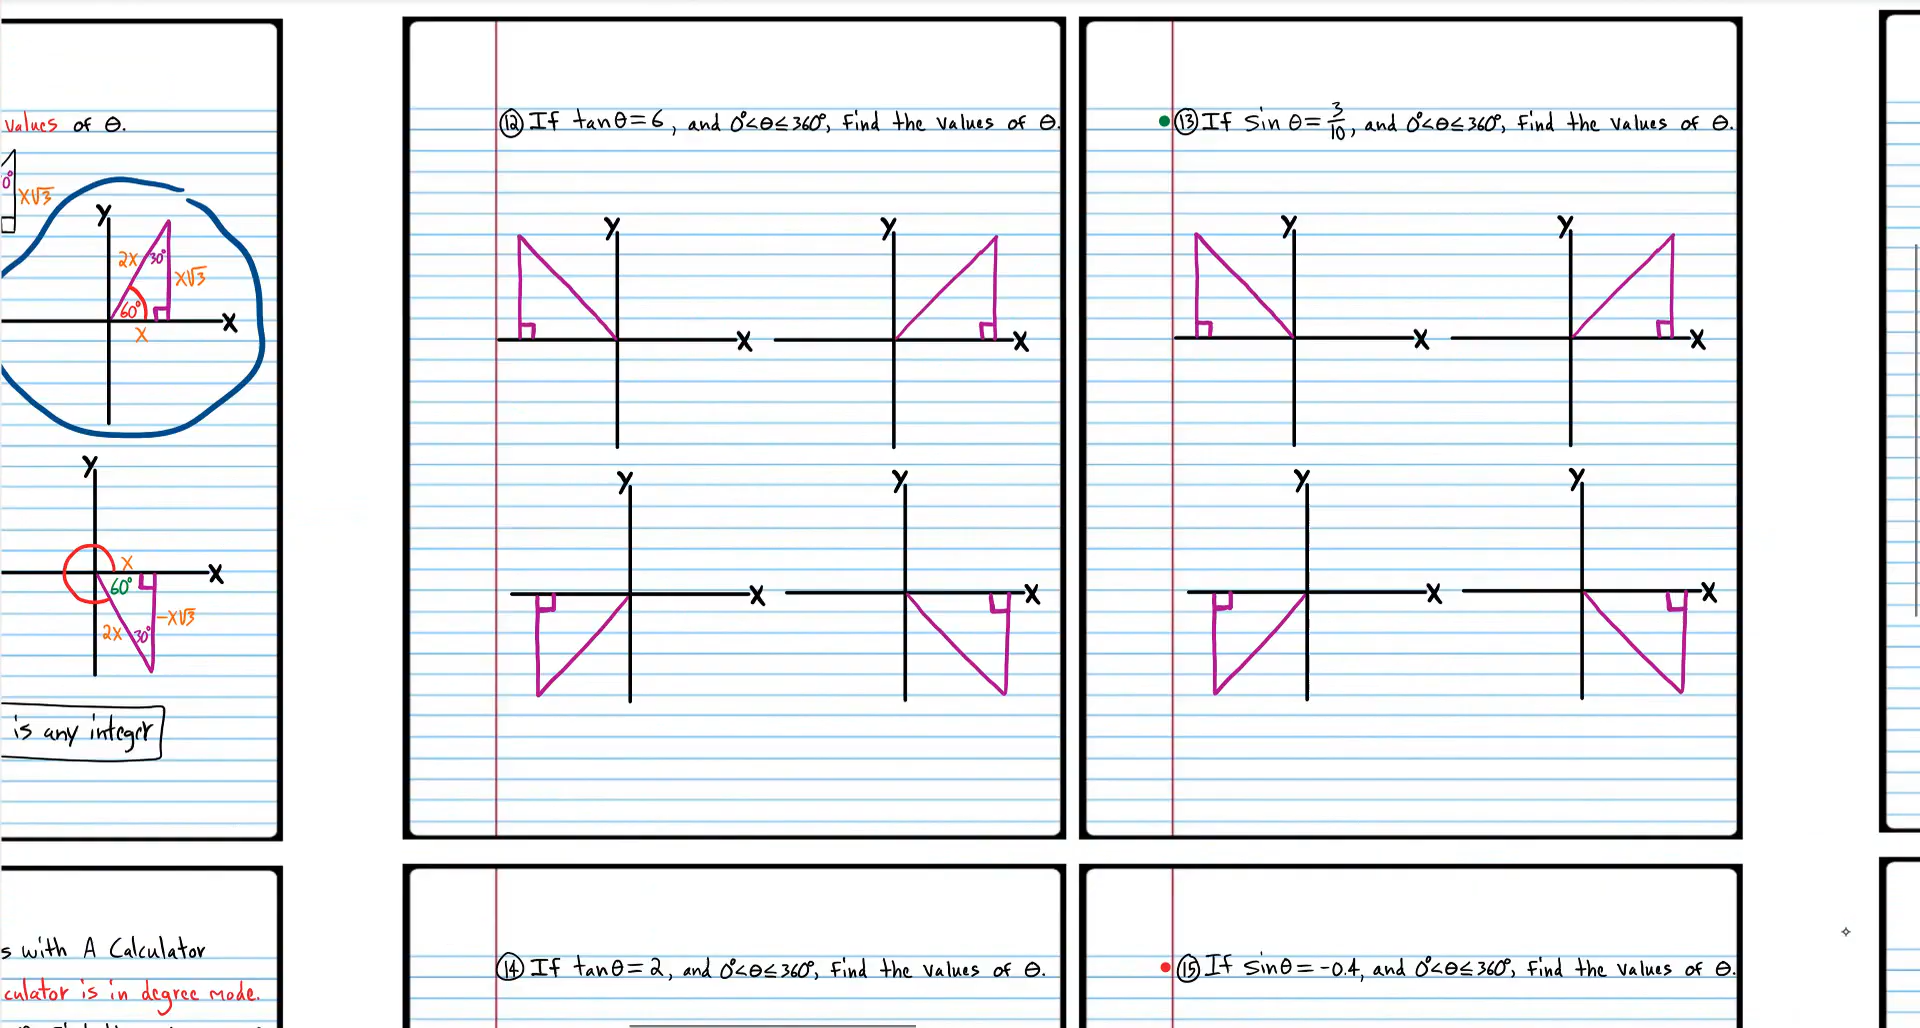 values of θ.
0°
X√3
y
2X
30°
X√3
60°
X
X
y
X
60°
X
-X√3
2X
30°
is any integer
s with A Calculator
culator is in degree mode.
⑫ If tanθ=6, and 0°<θ≤360°, Find the values of θ.
y
X
y
X
y
X
y
X
⑬ If Sin θ=3/10, and 0°<θ≤360°, Find the values of θ.
y
X
y
X
y
X
y
X
⑭ If tanθ=2, and 0°<θ≤360°, Find the values of θ.
⑮ If Sinθ=-0.4, and 0°<θ≤360°, Find the values of θ.